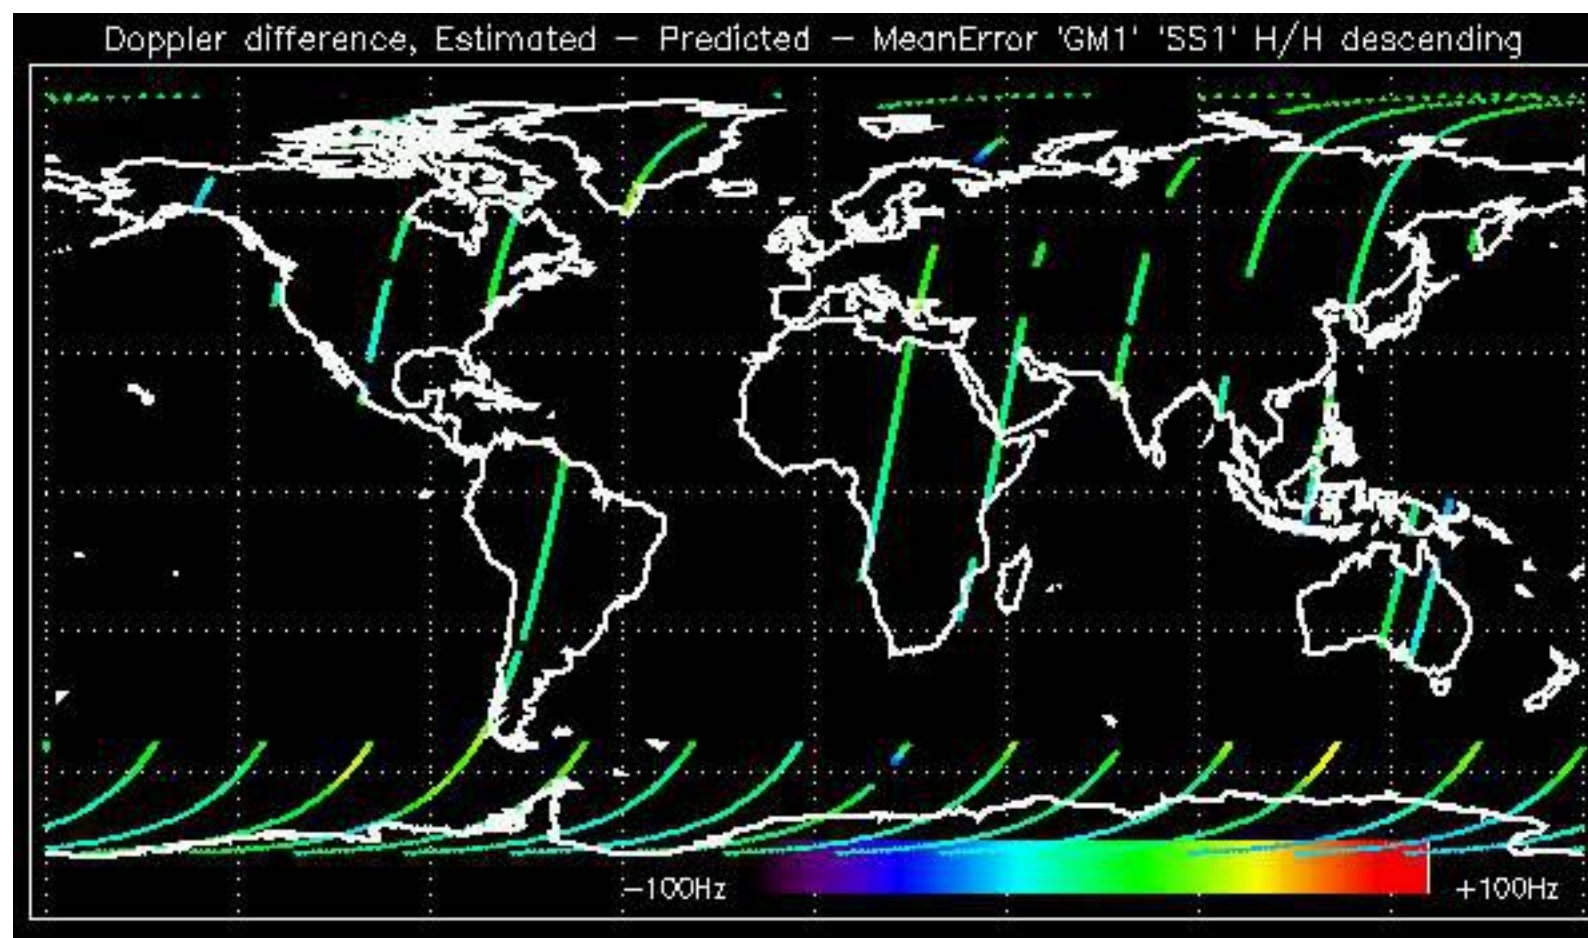 Doppler difference, Estimated – Predicted – MeanError 'GM1' 'SS1' H/H descending
−100Hz
+100Hz